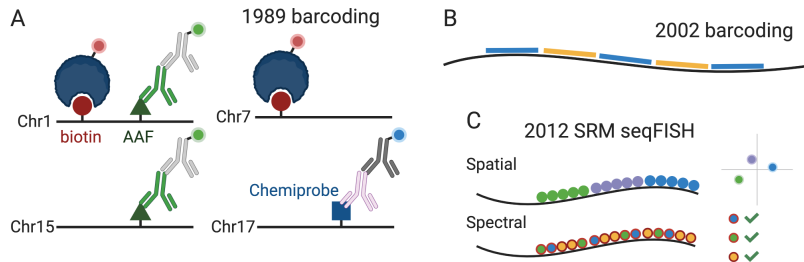 A
1989 barcoding
Chr1
biotin
AAF
Chr7
Chr15
Chemiprobe
Chr17
B
2002 barcoding
C
2012 SRM seqFISH
Spatial
Spectral